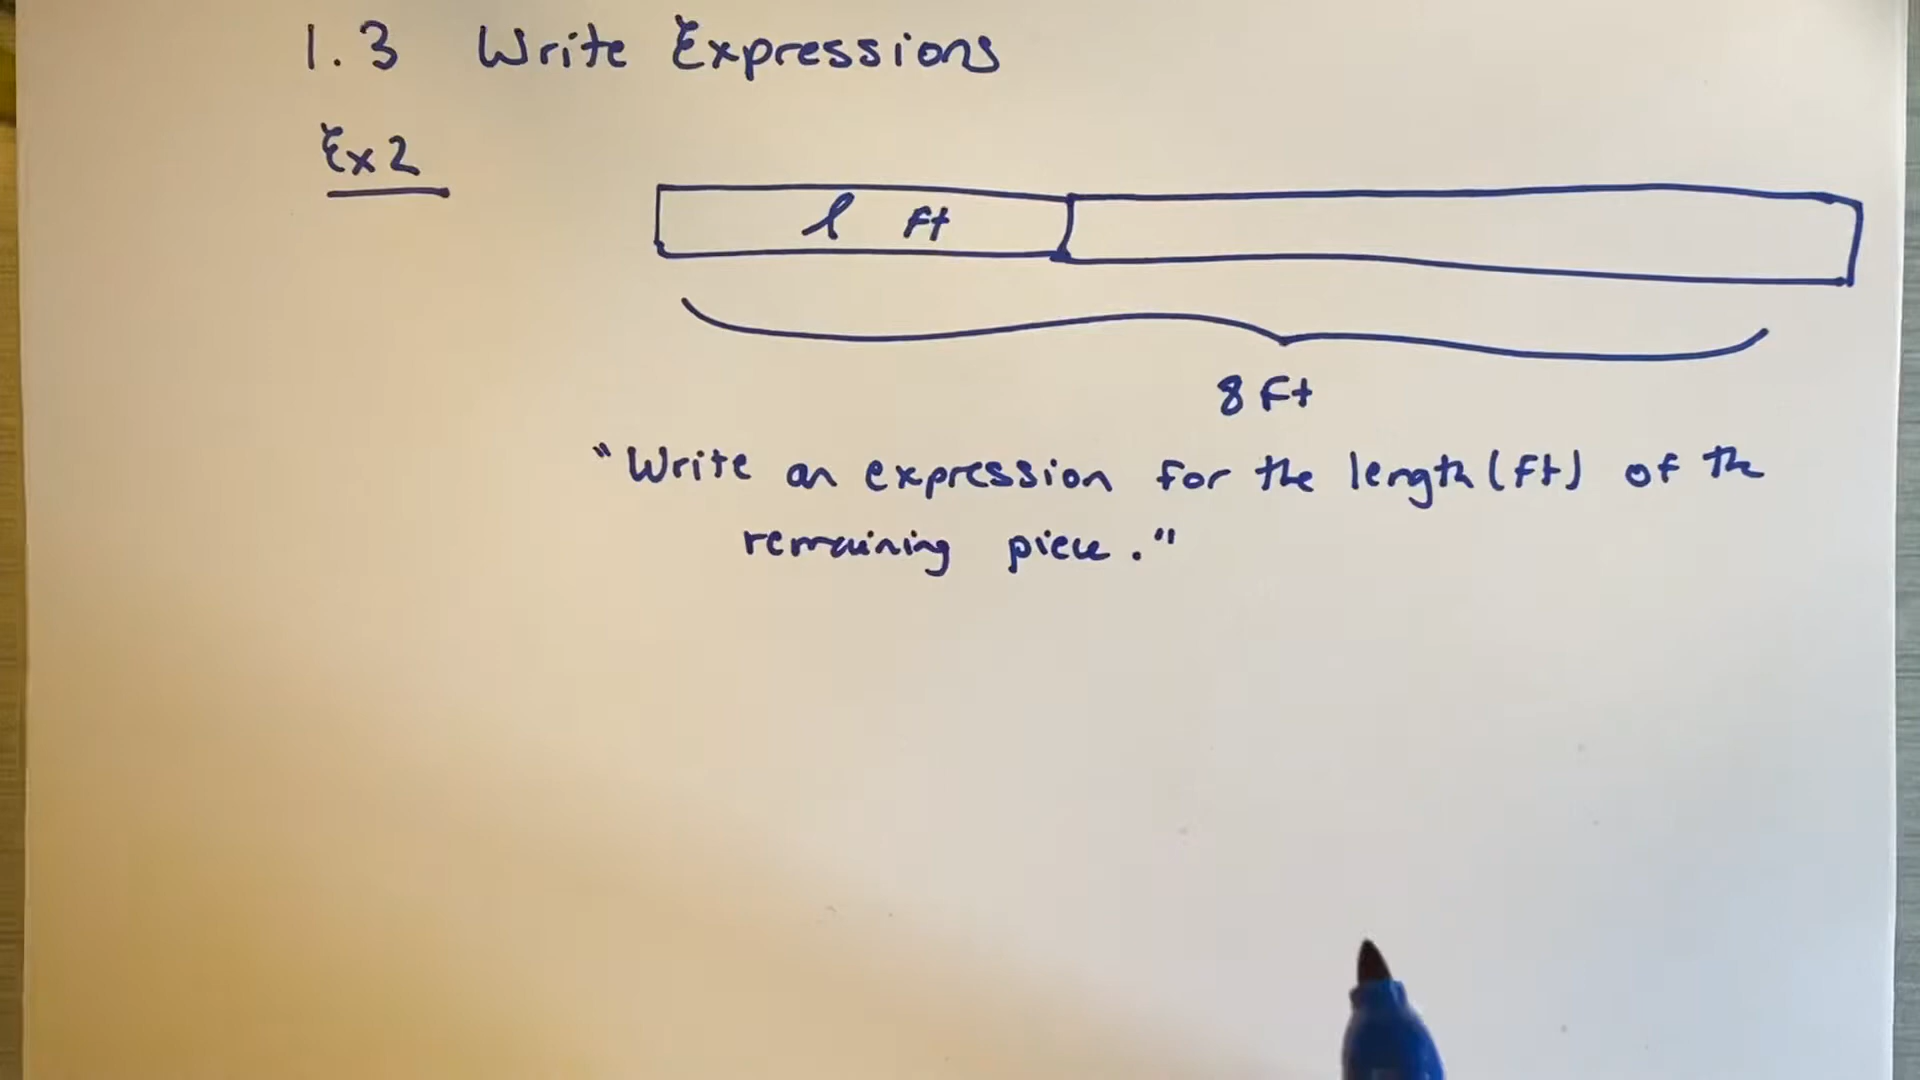 1.3 Write Expressions
Ex 2
l ft
8 ft
"Write an expression for the length (ft) of the
remaining piece."